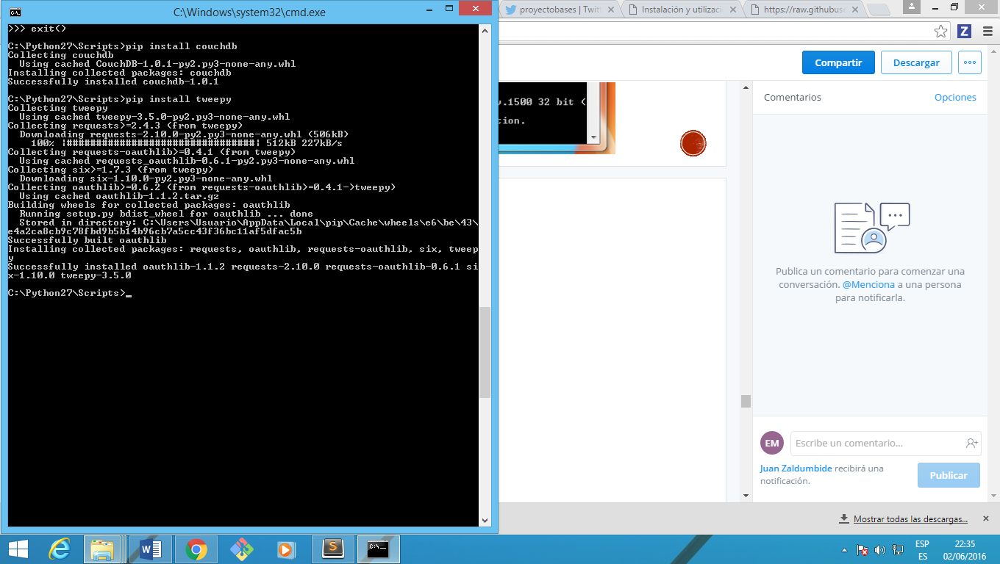 C:\Windows\system32\cmd.exe
>>> exit()
C:\Python27\Scripts>pip install couchdb
Collecting couchdb
Using cached CouchDB-1.0.1-py2.py3-none-any.whl
Installing collected packages: couchdb
Successfully installed couchdb-1.0.1
C:\Python27\Scripts>pip install tweepy
Collecting tweepy
Using cached tweepy-3.5.0-py2.py3-none-any.whl
Collecting requests>=2.4.3 (from tweepy)
Downloading requests-2.10.0-py2.py3-none-any.whl (506kB)
100% |################################| 512kB 227kB/s
Collecting requests-oauthlib>=0.4.1 (from tweepy)
Using cached requests_oauthlib-0.6.1-py2.py3-none-any.whl
Collecting six>=1.7.3 (from tweepy)
Downloading six-1.10.0-py2.py3-none-any.whl
Collecting oauthlib>=0.6.2 (from requests-oauthlib>=0.4.1->tweepy)
Using cached oauthlib-1.1.2.tar.gz
Building wheels for collected packages: oauthlib
Running setup.py bdist_wheel for oauthlib ... done
Stored in directory: C:\Users\Usuario\AppData\Local\pip\Cache\wheels\e6\be\43\
e4a2ca8cb9c78fbd9b5b14b96cb7a5cc43f36bc11af5dfac5b
Successfully built oauthlib
Installing collected packages: requests, oauthlib, requests-oauthlib, six, tweep
y
Successfully installed oauthlib-1.1.2 requests-2.10.0 requests-oauthlib-0.6.1 si
x-1.10.0 tweepy-3.5.0
C:\Python27\Scripts>_
proyectobases | Twitt
Instalación y utilizació
https://raw.githubuse
Z
Compartir
Descargar
v.1500 32 bit (
tion.
Comentarios
Opciones
Publica un comentario para comenzar una
conversación. @Menciona a una persona
para notificarla.
EM
Escribe un comentario...
Juan Zaldumbide recibirá una
notificación.
Publicar
Mostrar todas las descargas...
ESP
ES
22:35
02/06/2016